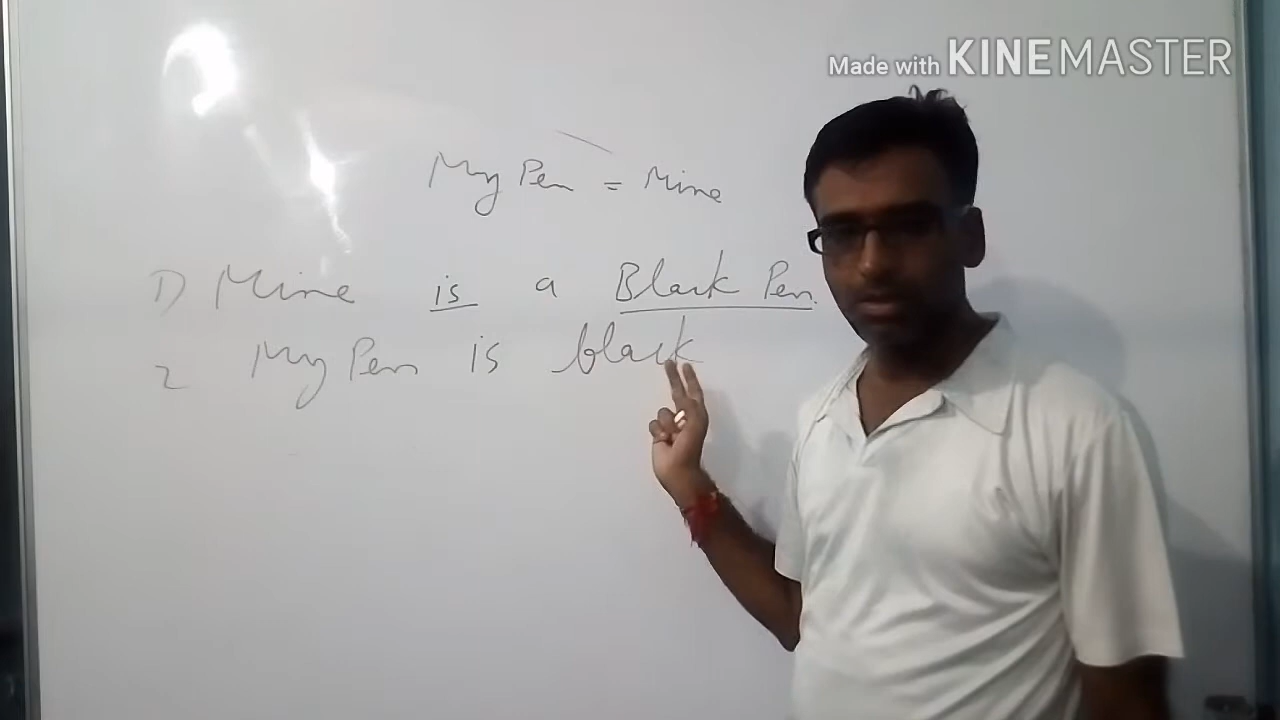 Made with KINEMASTER
My Pen = Mine
1) Mine is a Black Pen.
2 My Pen is black